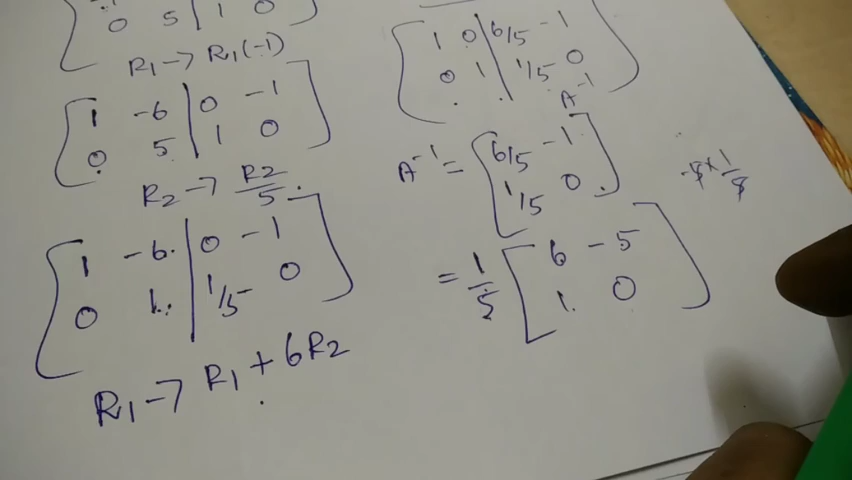 0 5 | 1 0
R1 → R1(-1)
1 -6 | 0 -1
0 5 | 1 0
R2 → R2/5
1 -6 | 0 -1
0 1 | 1/5 0
R1 → R1 + 6R2
1 0 | 6/5 -1
0 1 | 1/5 0
A⁻¹
A⁻¹ = [6/5 -1
1/5 0]
= 1/5 [6 -5
1 0]